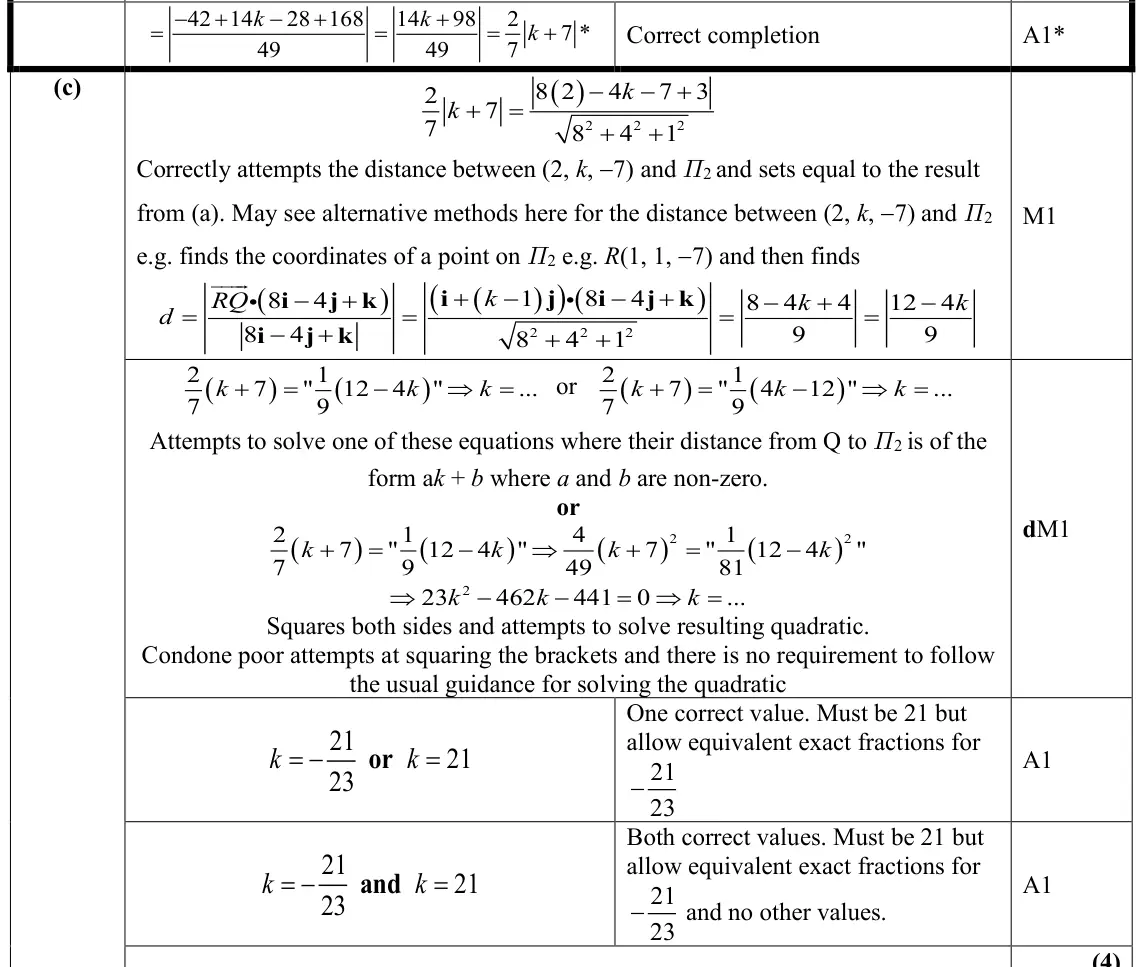 = |(−42 + 14k − 28 + 168)/49| = |(14k + 98)/49| = 2/7 |k + 7| * Correct completion A1*
(c)
2/7 |k + 7| = |8(2) − 4k − 7 + 3| / √(8² + 4² + 1²)
Correctly attempts the distance between (2, k, −7) and Π₂ and sets equal to the result
from (a). May see alternative methods here for the distance between (2, k, −7) and Π₂ M1
e.g. finds the coordinates of a point on Π₂ e.g. R(1, 1, −7) and then finds
d = |RQ⃗•(8i − 4j + k) / |8i − 4j + k|| = |(i + (k − 1)j)•(8i − 4j + k) / √(8² + 4² + 1²)| = |(8 − 4k + 4)/9| = |(12 − 4k)/9|
2/7 (k + 7) = "1/9 (12 − 4k)" ⇒ k = ... or 2/7 (k + 7) = "1/9 (4k − 12)" ⇒ k = ...
Attempts to solve one of these equations where their distance from Q to Π₂ is of the
form ak + b where a and b are non-zero.
or
dM1
2/7 (k + 7) = "1/9 (12 − 4k)" ⇒ 4/49 (k + 7)² = "1/81 (12 − 4k)²"
⇒ 23k² − 462k − 441 = 0 ⇒ k = ...
Squares both sides and attempts to solve resulting quadratic.
Condone poor attempts at squaring the brackets and there is no requirement to follow
the usual guidance for solving the quadratic
k = −21/23 or k = 21
One correct value. Must be 21 but
allow equivalent exact fractions for
−21/23
A1
k = −21/23 and k = 21
Both correct values. Must be 21 but
allow equivalent exact fractions for
−21/23 and no other values.
A1
(4)